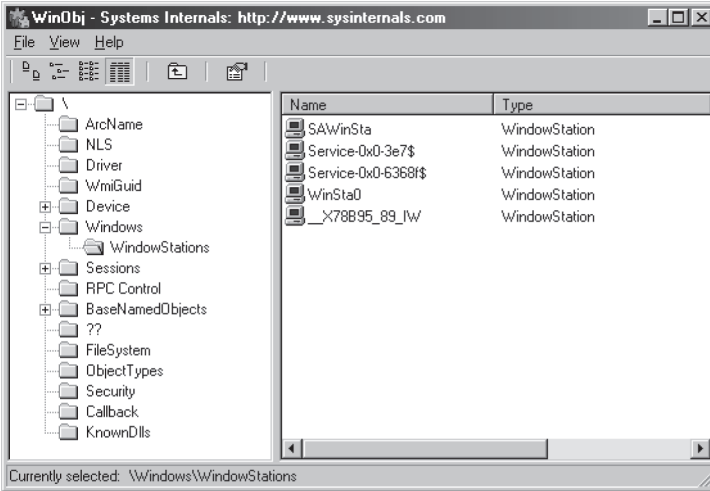 WinObj - Systems Internals: http://www.sysinternals.com
File View Help
\
ArcName
NLS
Driver
WmiGuid
Device
Windows
WindowStations
Sessions
RPC Control
BaseNamedObjects
??
FileSystem
ObjectTypes
Security
Callback
KnownDlls
Name Type
SAWinSta WindowStation
Service-0x0-3e7$ WindowStation
Service-0x0-6368f$ WindowStation
WinSta0 WindowStation
__X78B95_89_IW WindowStation
Currently selected: \Windows\WindowStations